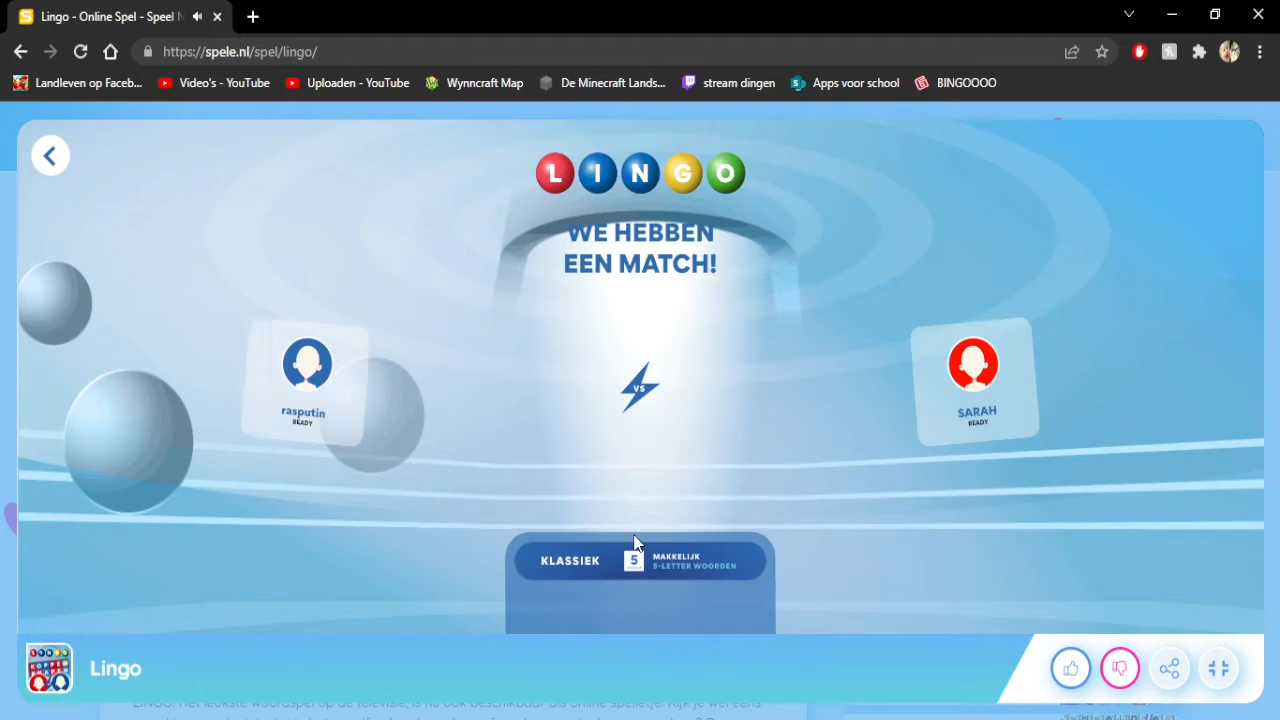 Lingo - Online Spel - Speel N
https://spele.nl/spel/lingo/
Landleven op Faceb...
Video's - YouTube
Uploaden - YouTube
Wynncraft Map
De Minecraft Lands...
stream dingen
Apps voor school
BINGOOOO
LINGO
WE HEBBEN
EEN MATCH!
rasputin
READY
VS
SARAH
READY
KLASSIEK
5
MAKKELIJK
5-LETTER WOORDEN
Lingo